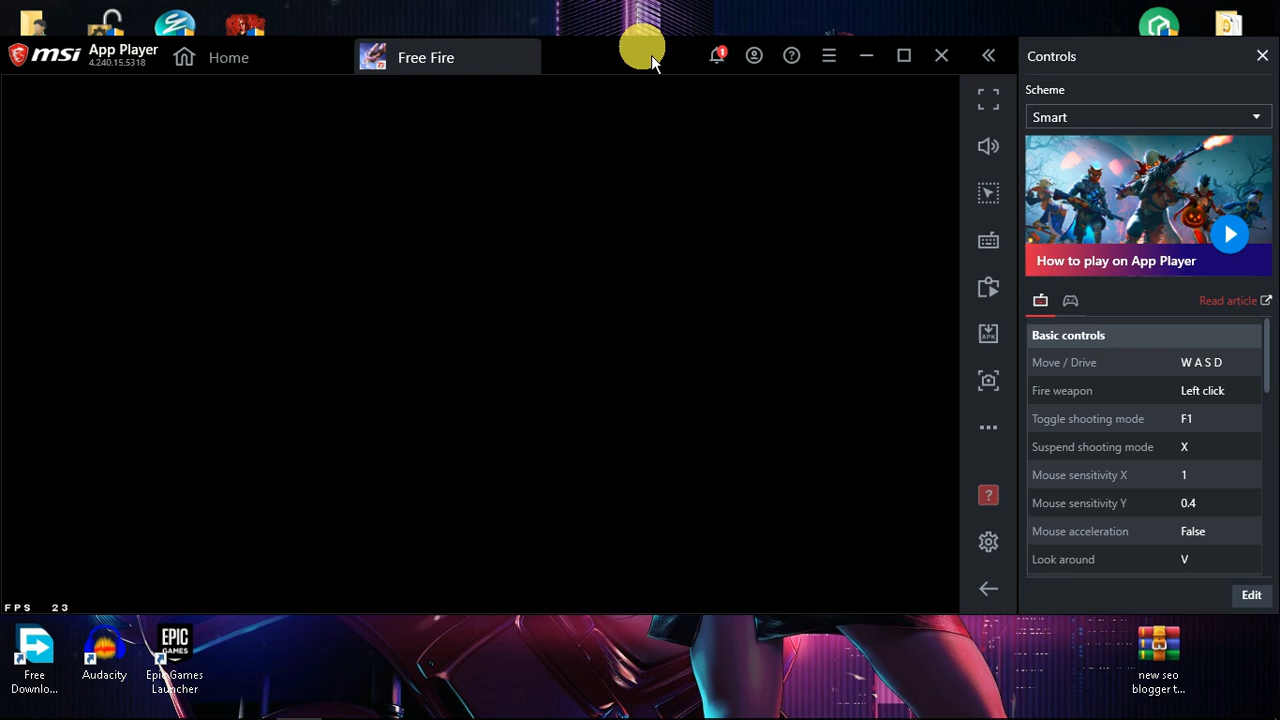 msi App Player
4.240.15.5318
Home
Free Fire
1
Controls
Scheme
Smart
How to play on App Player
Read article
Basic controls
Move / Drive W A S D
Fire weapon Left click
Toggle shooting mode F1
Suspend shooting mode X
Mouse sensitivity X 1
Mouse sensitivity Y 0.4
Mouse acceleration False
Look around V
Edit
FPS 23
Free
Downlo...
Audacity
EPIC
GAMES
Epic Games
Launcher
new seo
blogger t...